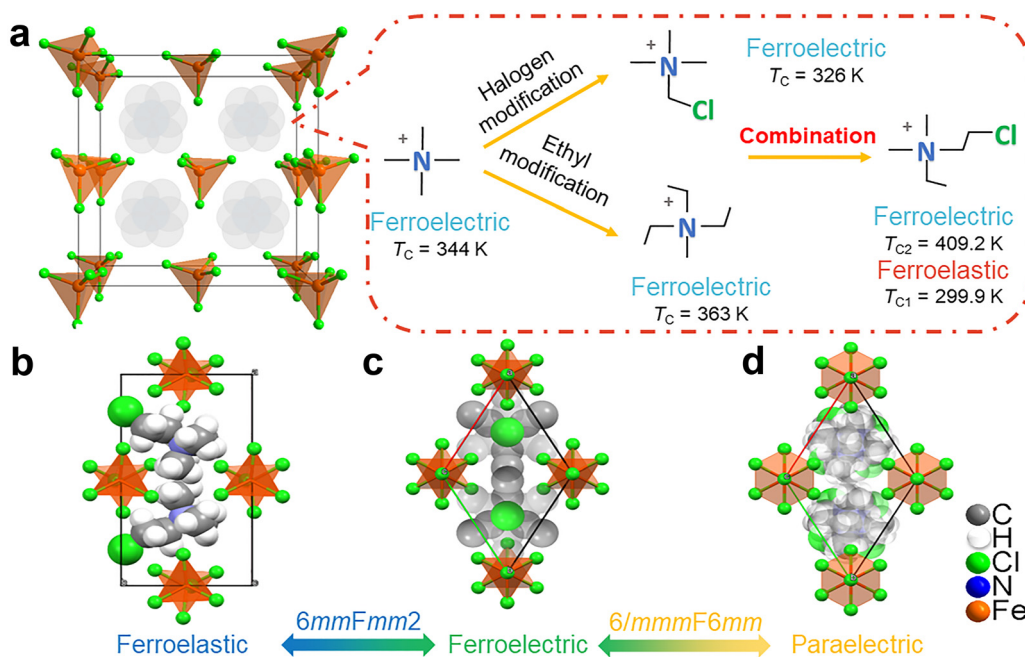 a
Halogen
modification
Ethyl
modification
+
N
Ferroelectric
TC = 344 K
+
N
Cl
Ferroelectric
TC = 326 K
+
N
Ferroelectric
TC = 363 K
Combination
+
N
Cl
Ferroelectric
TC2 = 409.2 K
Ferroelastic
TC1 = 299.9 K
b
c
d
C
H
Cl
N
Fe
Ferroelastic
6mmFmm2
Ferroelectric
6/mmmF6mm
Paraelectric